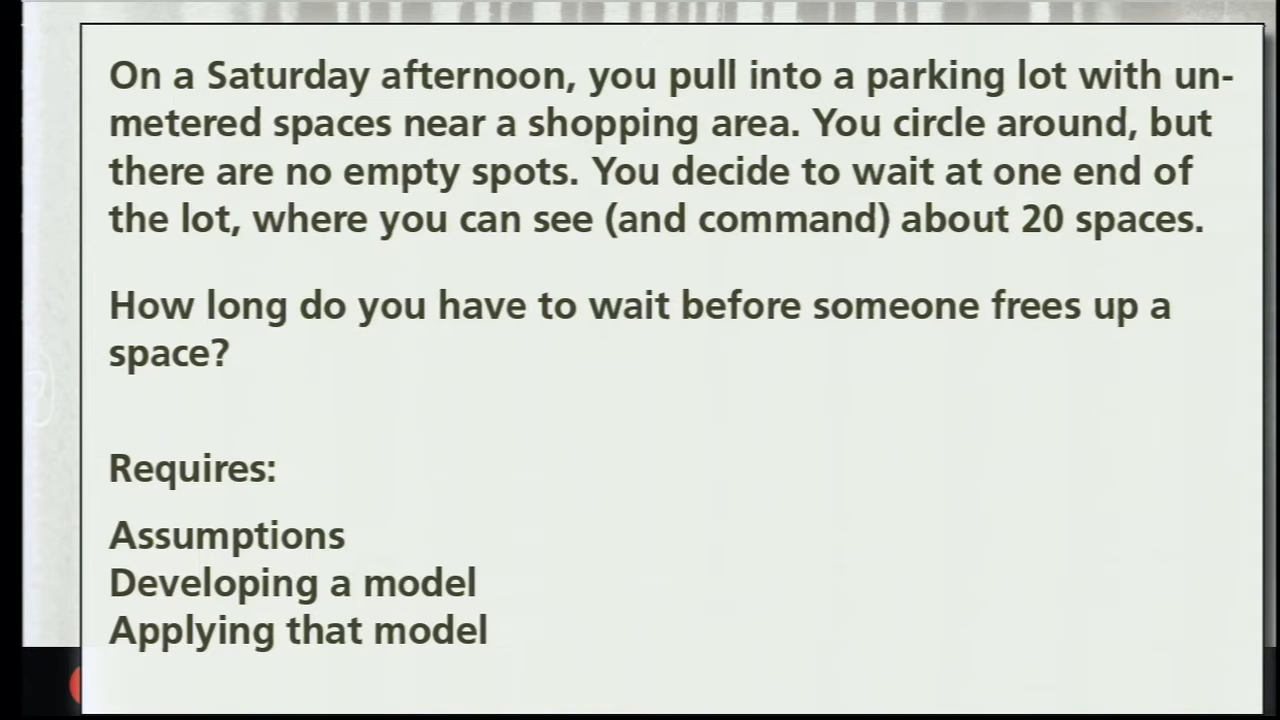 On a Saturday afternoon, you pull into a parking lot with un-
metered spaces near a shopping area. You circle around, but
there are no empty spots. You decide to wait at one end of
the lot, where you can see (and command) about 20 spaces.
How long do you have to wait before someone frees up a
space?
Requires:
Assumptions
Developing a model
Applying that model